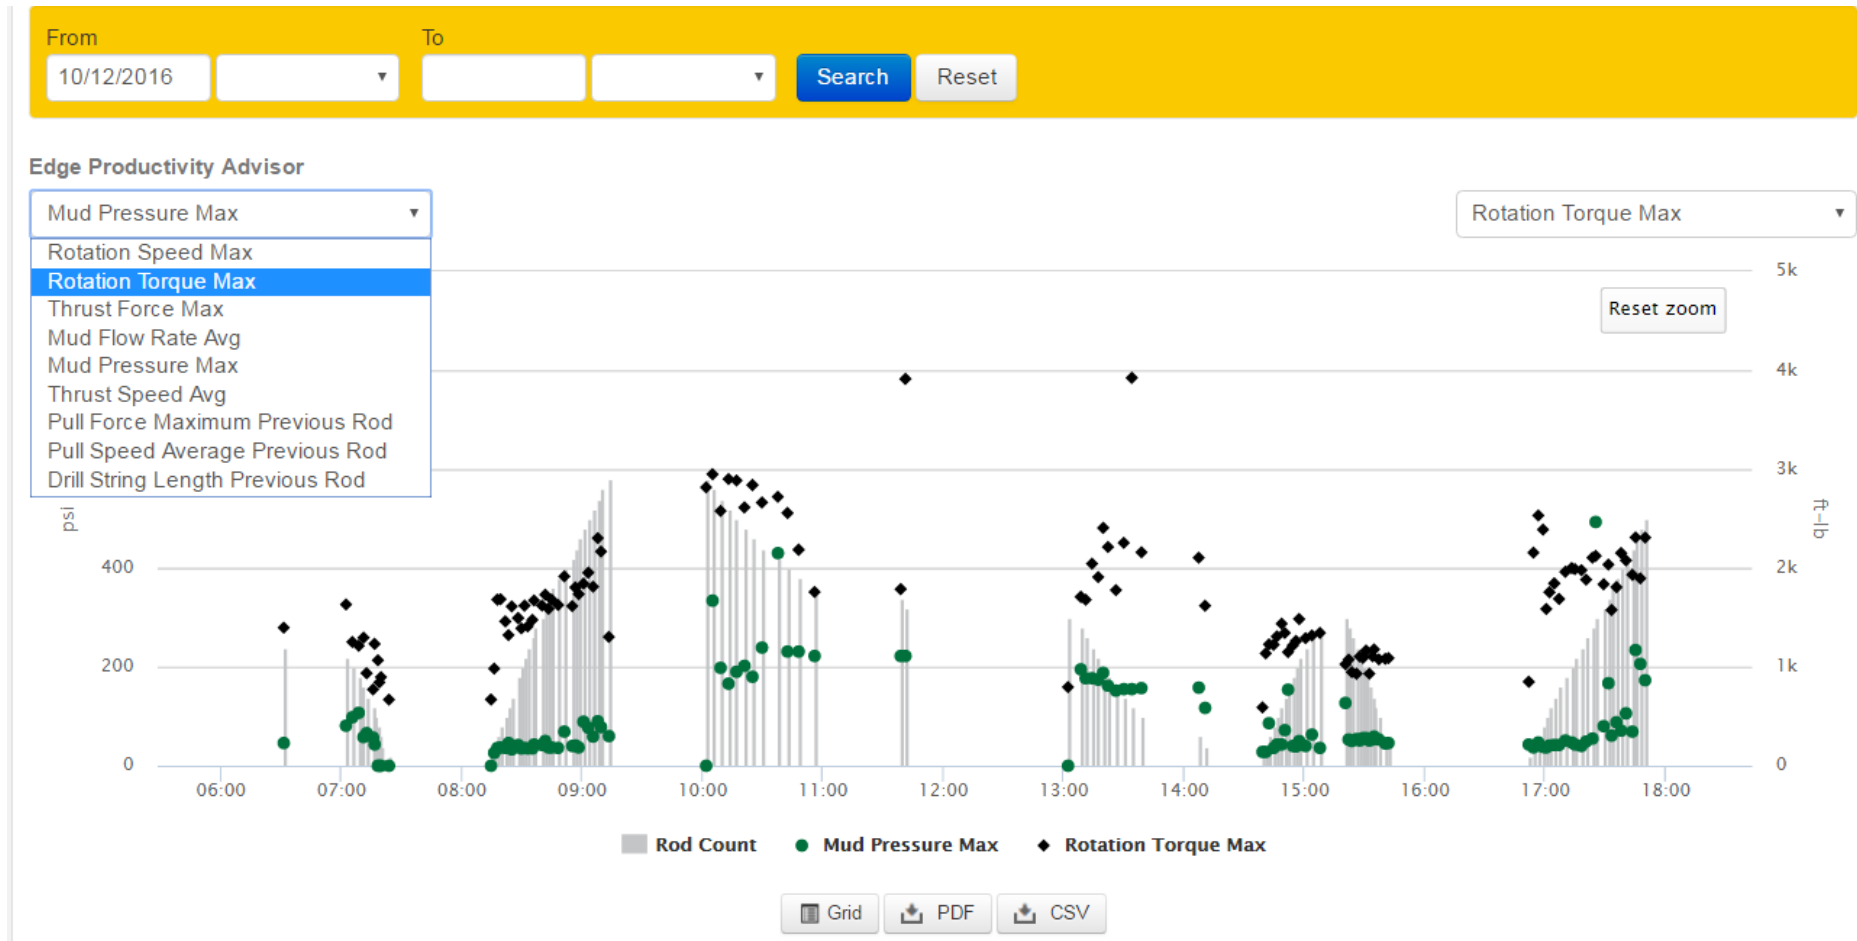 From To
10/12/2016
Search Reset
Edge Productivity Advisor
Mud Pressure Max Rotation Torque Max
Rotation Speed Max
Rotation Torque Max
Thrust Force Max
Mud Flow Rate Avg
Mud Pressure Max
Thrust Speed Avg
Pull Force Maximum Previous Rod
Pull Speed Average Previous Rod
Drill String Length Previous Rod
5k
Reset zoom
4k
3k
psi ft-lb
400 2k
200 1k
0 0
06:00 07:00 08:00 09:00 10:00 11:00 12:00 13:00 14:00 15:00 16:00 17:00 18:00
Rod Count Mud Pressure Max Rotation Torque Max
Grid PDF CSV